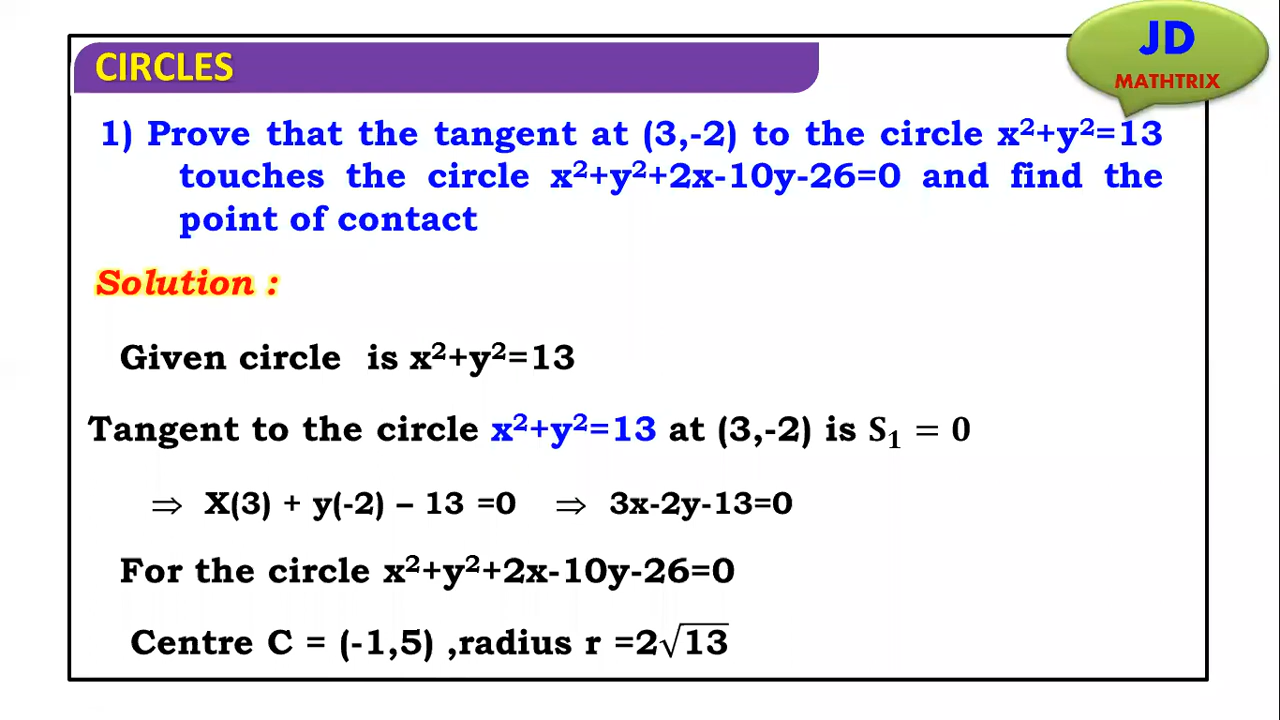 CIRCLES
JD
MATHTRIX
1) Prove that the tangent at (3,-2) to the circle x²+y²=13
touches the circle x²+y²+2x-10y-26=0 and find the
point of contact
Solution :
Given circle is x²+y²=13
Tangent to the circle x²+y²=13 at (3,-2) is S₁ = 0
⇒ X(3) + y(-2) – 13 =0 ⇒ 3x-2y-13=0
For the circle x²+y²+2x-10y-26=0
Centre C = (-1,5) ,radius r =2√13